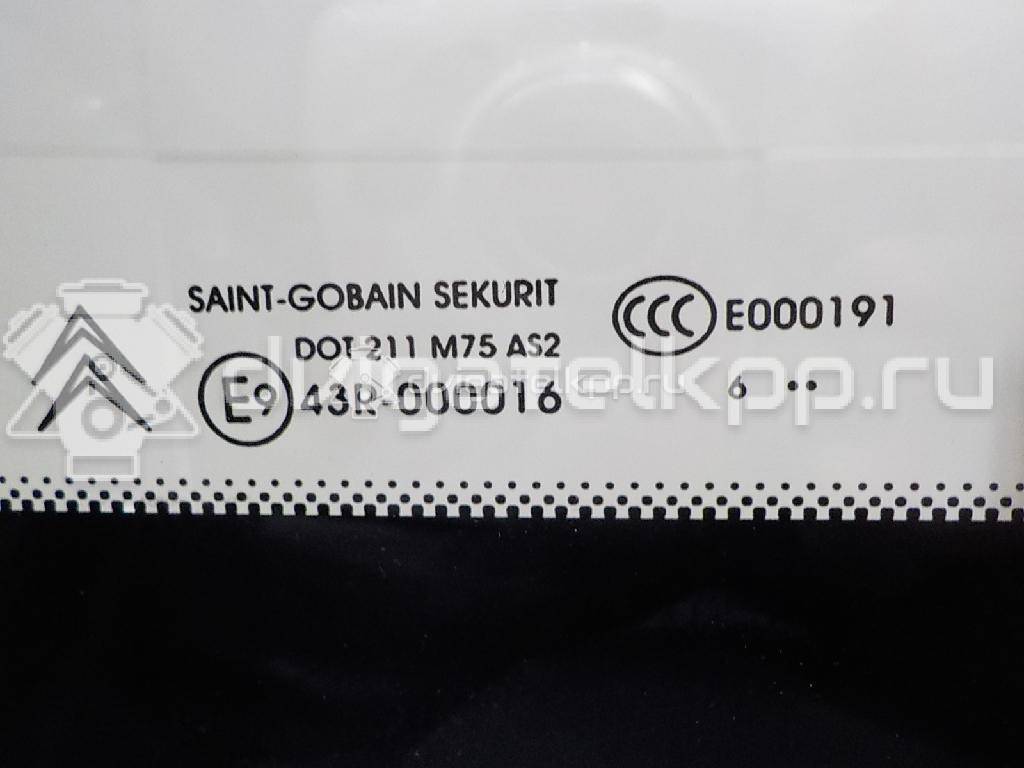 SAINT-GOBAIN SEKURIT
DOT 211 M75 AS2
E9 43R-000016
CCC E000191
6 ••
dvigatelkpp.ru